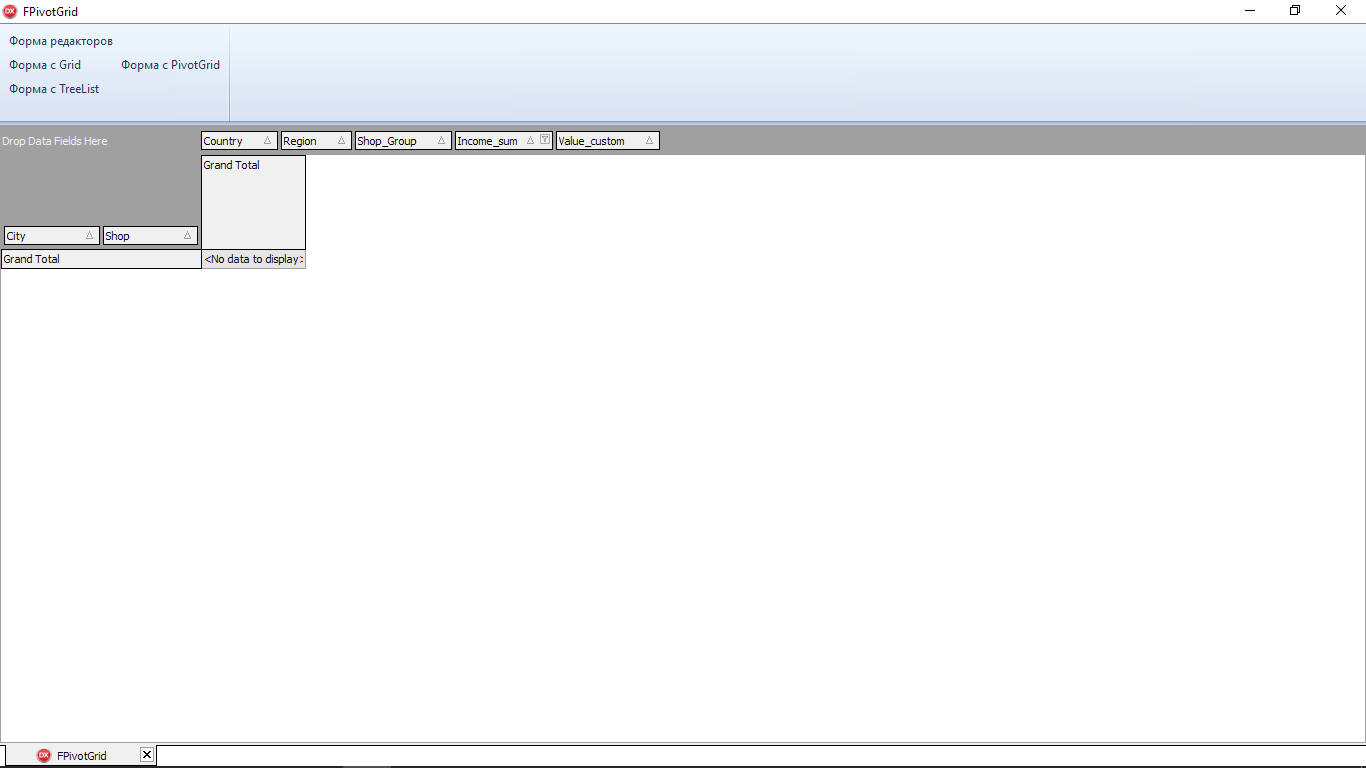 FPivotGrid
Форма редакторов
Форма с Grid Форма с PivotGrid
Форма с TreeList
Drop Data Fields Here Country Region Shop_Group Income_sum Value_custom
Grand Total
City Shop
Grand Total <No data to display>
FPivotGrid